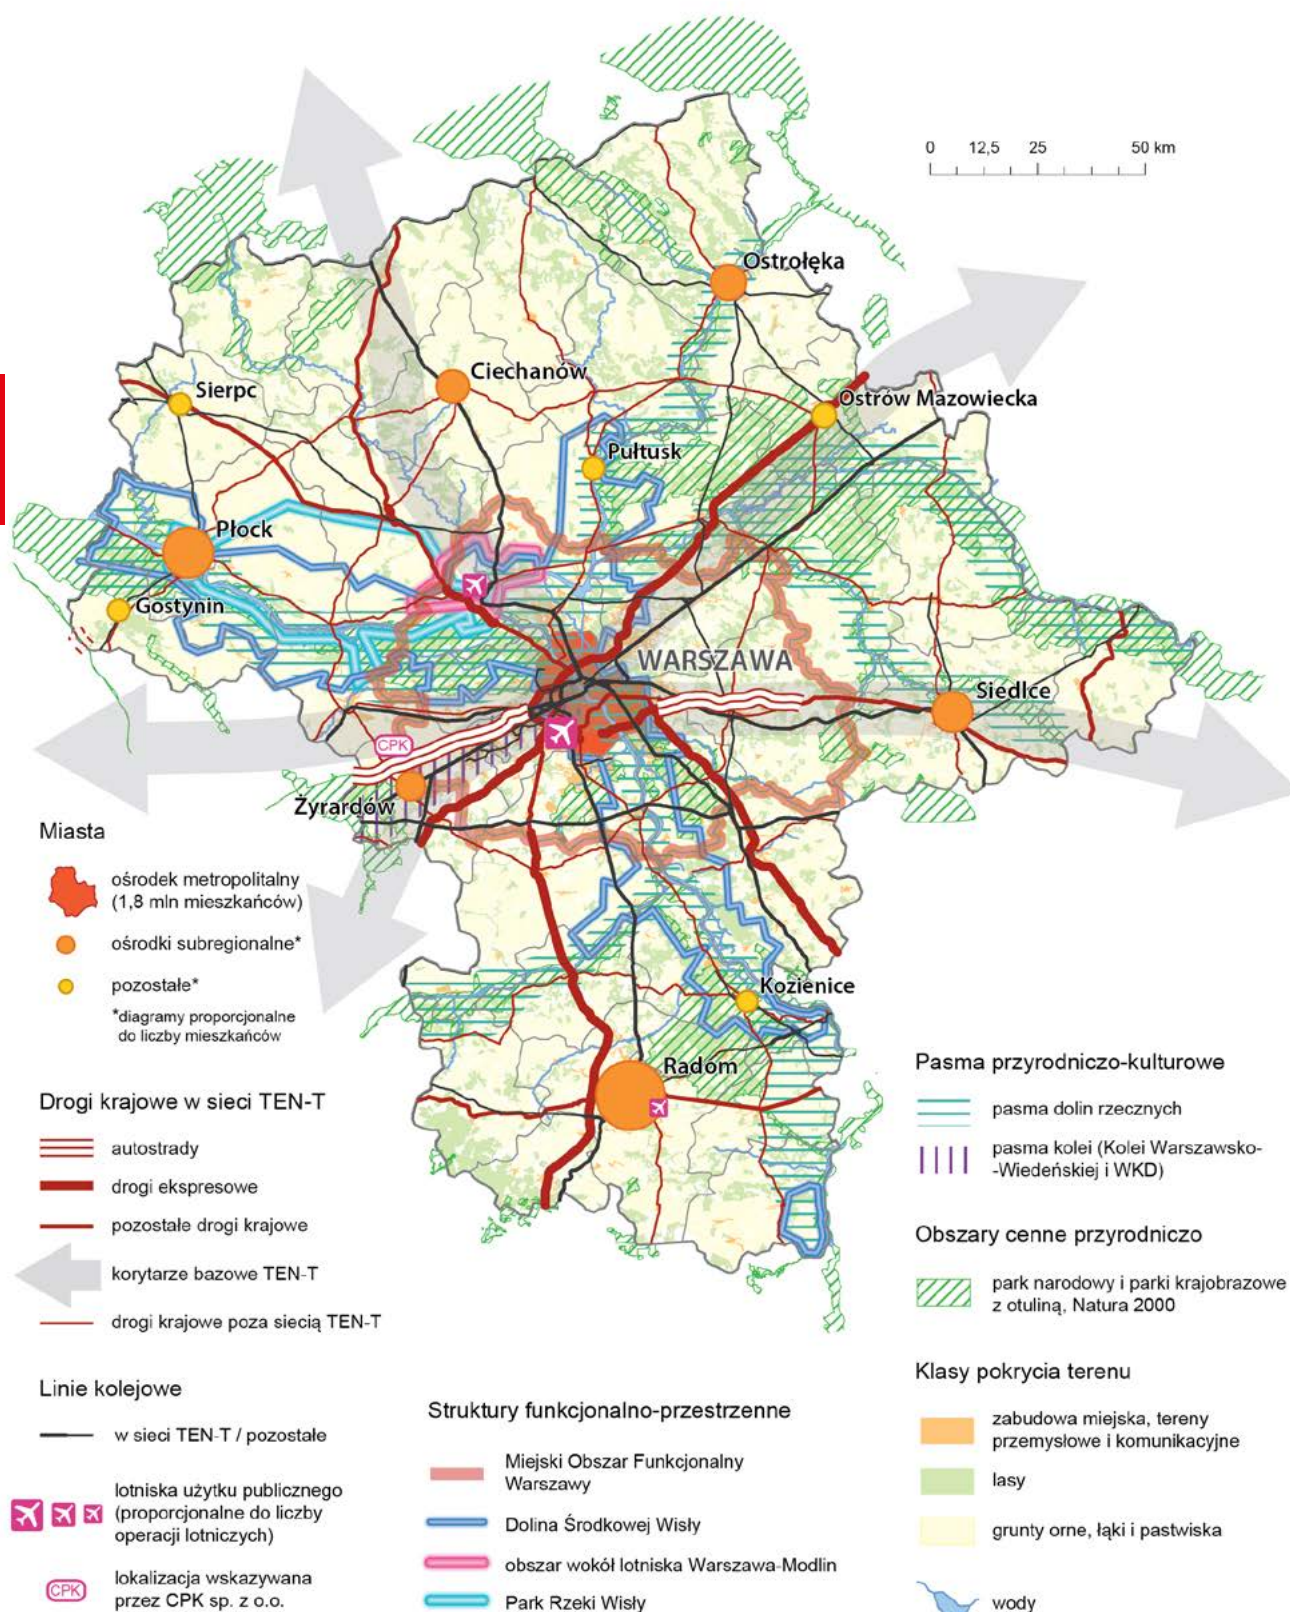 0 12,5 25 50 km
Ostrołęka
Ciechanów
Sierpc
Ostrów Mazowiecka
Pułtusk
Płock
Gostynin
WARSZAWA
Siedlce
CPK
Żyrardów
Kozienice
Radom
Miasta
ośrodek metropolitalny
(1,8 mln mieszkańców)
ośrodki subregionalne*
pozostałe*
*diagramy proporcjonalne
do liczby mieszkańców
Drogi krajowe w sieci TEN-T
autostrady
drogi ekspresowe
pozostałe drogi krajowe
korytarze bazowe TEN-T
drogi krajowe poza siecią TEN-T
Linie kolejowe
w sieci TEN-T / pozostałe
lotniska użytku publicznego
(proporcjonalne do liczby
operacji lotniczych)
CPK
lokalizacja wskazywana
przez CPK sp. z o.o.
Struktury funkcjonalno-przestrzenne
Miejski Obszar Funkcjonalny
Warszawy
Dolina Środkowej Wisły
obszar wokół lotniska Warszawa-Modlin
Park Rzeki Wisły
Pasma przyrodniczo-kulturowe
pasma dolin rzecznych
pasma kolei (Kolei Warszawsko-
-Wiedeńskiej i WKD)
Obszary cenne przyrodniczo
park narodowy i parki krajobrazowe
z otuliną, Natura 2000
Klasy pokrycia terenu
zabudowa miejska, tereny
przemysłowe i komunikacyjne
lasy
grunty orne, łąki i pastwiska
wody